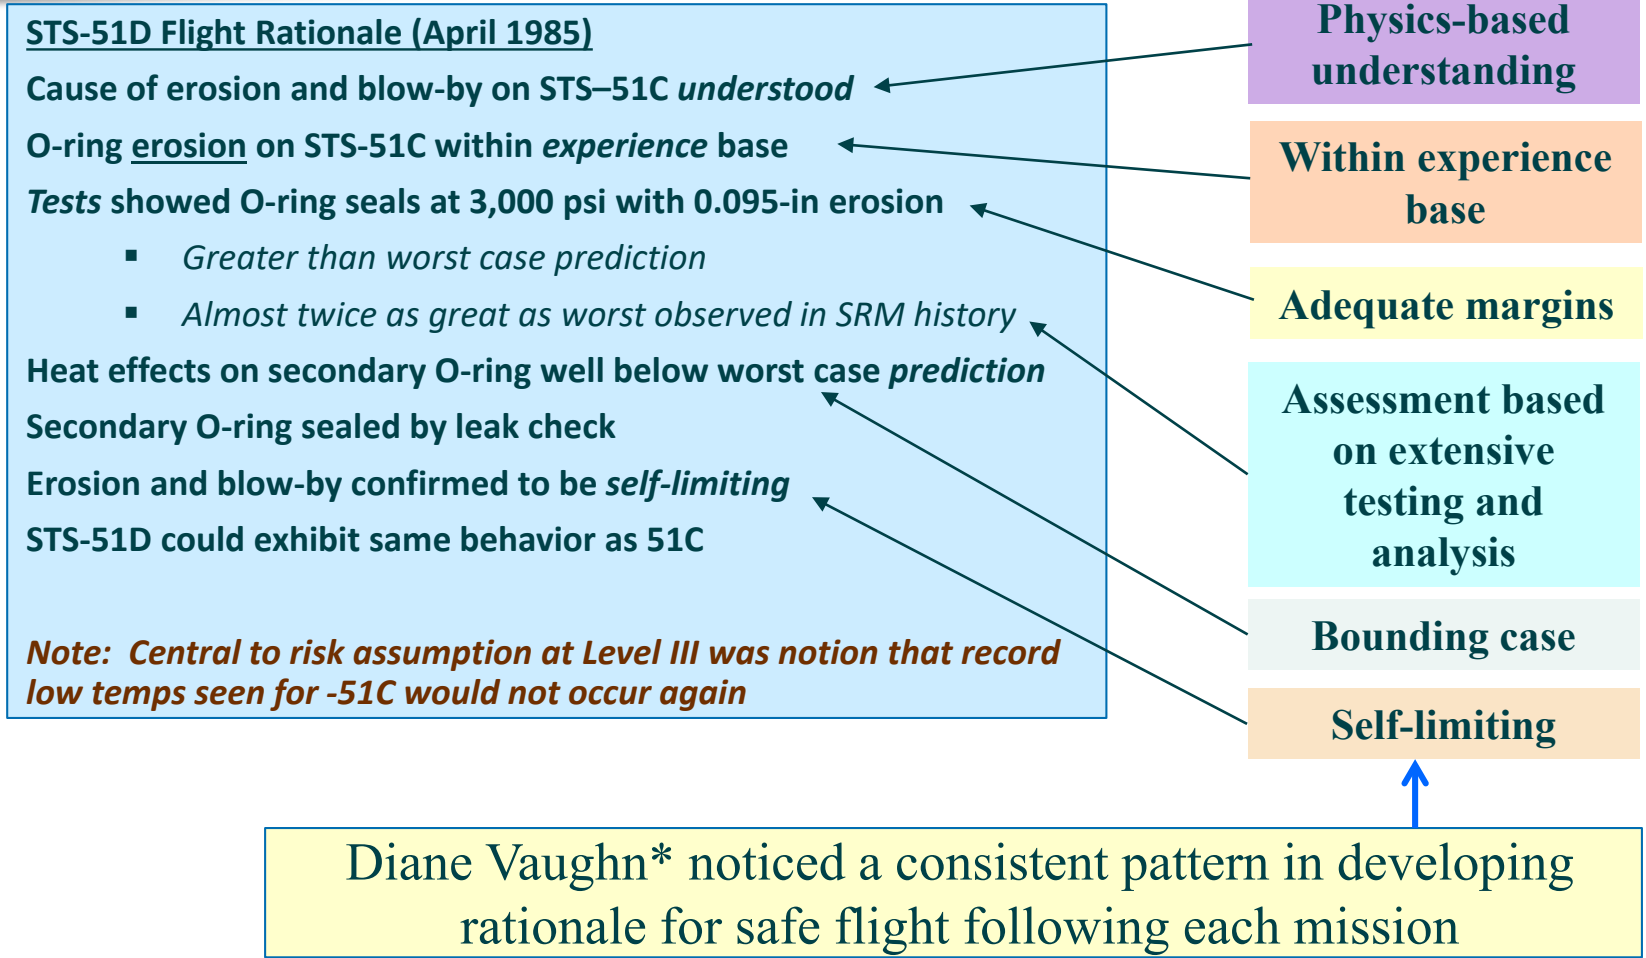 STS-51D Flight Rationale (April 1985)
Cause of erosion and blow-by on STS–51C understood
O-ring erosion on STS-51C within experience base
Tests showed O-ring seals at 3,000 psi with 0.095-in erosion
▪ Greater than worst case prediction
▪ Almost twice as great as worst observed in SRM history
Heat effects on secondary O-ring well below worst case prediction
Secondary O-ring sealed by leak check
Erosion and blow-by confirmed to be self-limiting
STS-51D could exhibit same behavior as 51C
Note: Central to risk assumption at Level III was notion that record
low temps seen for -51C would not occur again
Physics-based
understanding
Within experience
base
Adequate margins
Assessment based
on extensive
testing and
analysis
Bounding case
Self-limiting
Diane Vaughn* noticed a consistent pattern in developing
rationale for safe flight following each mission